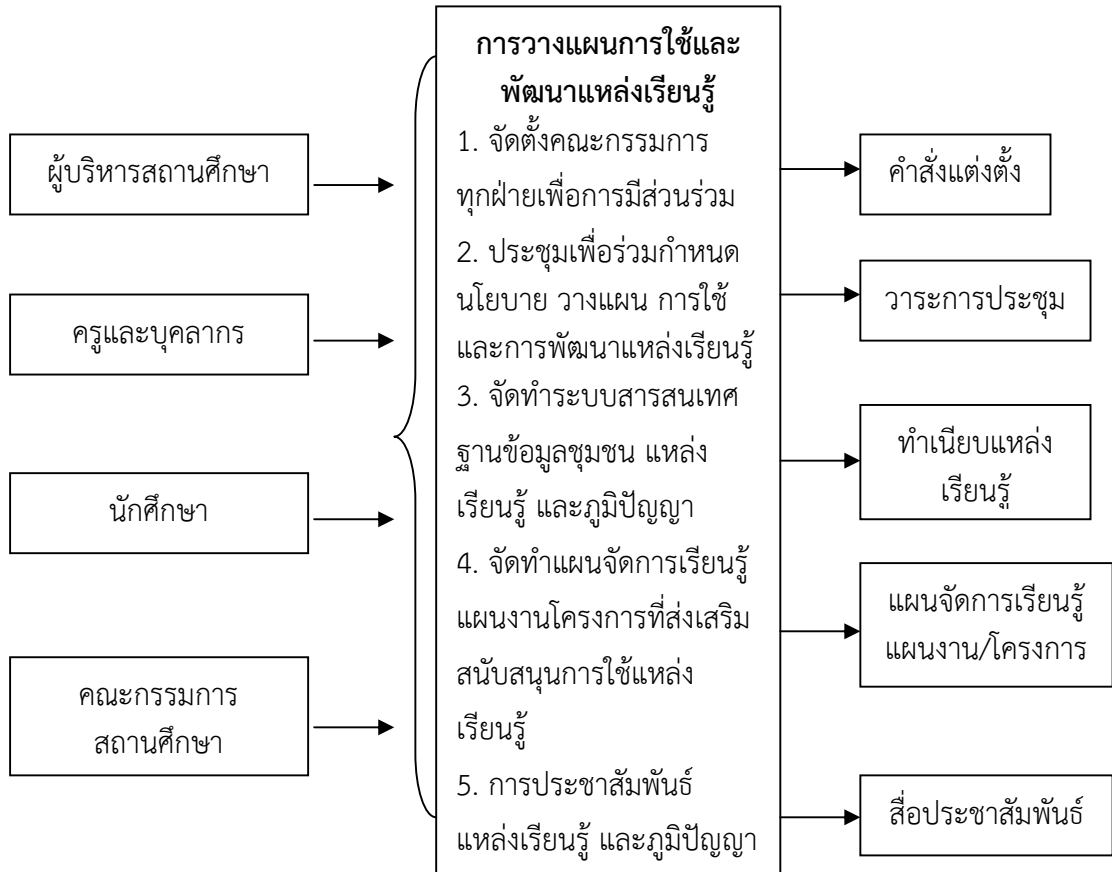 ผู้บริหารสถานศึกษา
ครูและบุคลากร
นักศึกษา
คณะกรรมการ
สถานศึกษา
การวางแผนการใช้และ
พัฒนาแหล่งเรียนรู้
1. จัดตั้งคณะกรรมการ
ทุกฝ่ายเพื่อการมีส่วนร่วม
2. ประชุมเพื่อร่วมกำหนด
นโยบาย วางแผน การใช้
และการพัฒนาแหล่งเรียนรู้
3. จัดทำระบบสารสนเทศ
ฐานข้อมูลชุมชน แหล่ง
เรียนรู้ และภูมิปัญญา
4. จัดทำแผนจัดการเรียนรู้
แผนงานโครงการที่ส่งเสริม
สนับสนุนการใช้แหล่ง
เรียนรู้
5. การประชาสัมพันธ์
แหล่งเรียนรู้ และภูมิปัญญา
คำสั่งแต่งตั้ง
วาระการประชุม
ทำเนียบแหล่ง
เรียนรู้
แผนจัดการเรียนรู้
แผนงาน/โครงการ
สื่อประชาสัมพันธ์